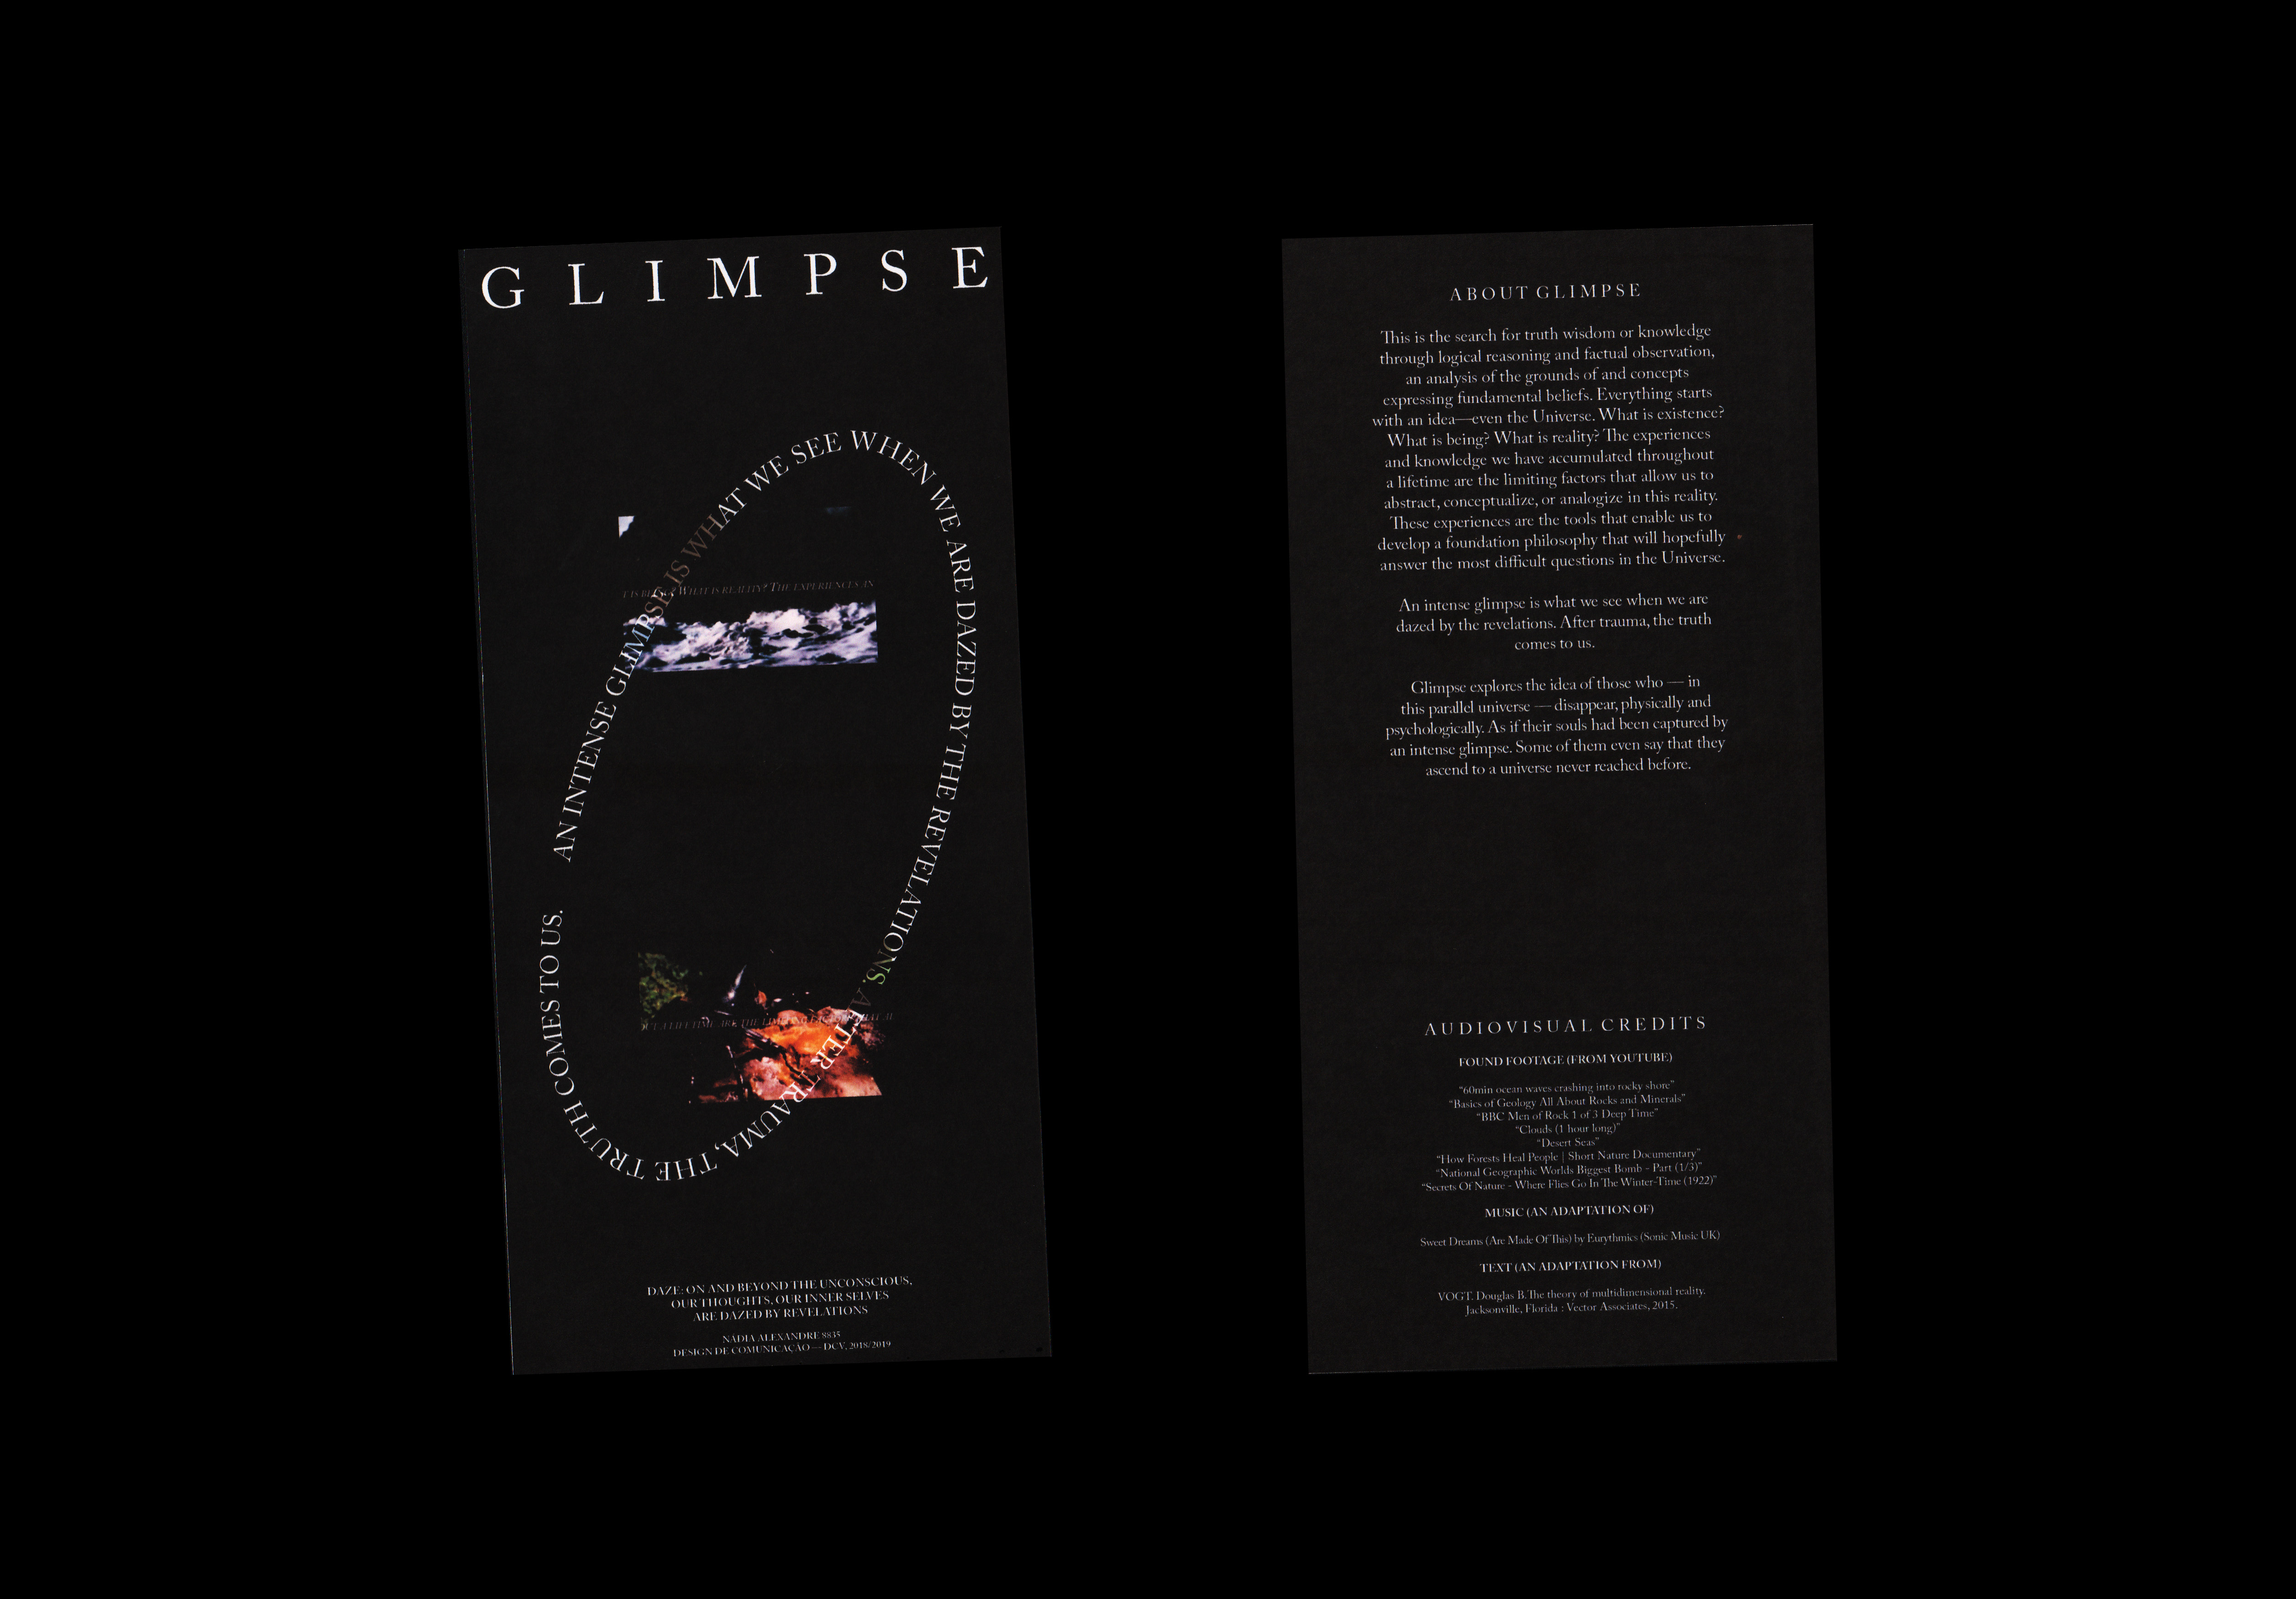 GLIMPSE
AN INTENSE GLIMPSE IS WHAT WE SEE WHEN WE ARE DAZED BY THE REVELATIONS. AFTER TRAUMA, THE TRUTH COMES TO US.
WHAT IS REALITY? THE EXPERIENCES AN
A LIFETIME ARE THE LIMITING
DAZE: ON AND BEYOND THE UNCONSCIOUS,
OUR THOUGHTS, OUR INNER SELVES
ARE DAZED BY REVELATIONS
NÁDIA ALEXANDRE 8835
DESIGN DE COMUNICAÇÃO — DCV, 2018/2019
ABOUT GLIMPSE
This is the search for truth wisdom or knowledge
through logical reasoning and factual observation,
an analysis of the grounds of and concepts
expressing fundamental beliefs. Everything starts
with an idea—even the Universe. What is existence?
What is being? What is reality? The experiences
and knowledge we have accumulated throughout
a lifetime are the limiting factors that allow us to
abstract, conceptualize, or analogize in this reality.
These experiences are the tools that enable us to
develop a foundation philosophy that will hopefully
answer the most difficult questions in the Universe.
An intense glimpse is what we see when we are
dazed by the revelations. After trauma, the truth
comes to us.
Glimpse explores the idea of those who — in
this parallel universe — disappear, physically and
psychologically. As if their souls had been captured by
an intense glimpse. Some of them even say that they
ascend to a universe never reached before.
AUDIOVISUAL CREDITS
FOUND FOOTAGE (FROM YOUTUBE)
“60min ocean waves crashing into rocky shore”
“Basics of Geology All About Rocks and Minerals”
“BBC Men of Rock 1 of 3 Deep Time”
“Clouds (1 hour long)”
“Desert Seas”
“How Forests Heal People | Short Nature Documentary”
“National Geographic Worlds Biggest Bomb - Part (1/3)”
“Secrets Of Nature - Where Flies Go In The Winter-Time (1922)”
MUSIC (AN ADAPTATION OF)
Sweet Dreams (Are Made Of This) by Eurythmics (Sonic Music UK)
TEXT (AN ADAPTATION FROM)
VOGT. Douglas B. The theory of multidimensional reality.
Jacksonville, Florida : Vector Associates, 2015.